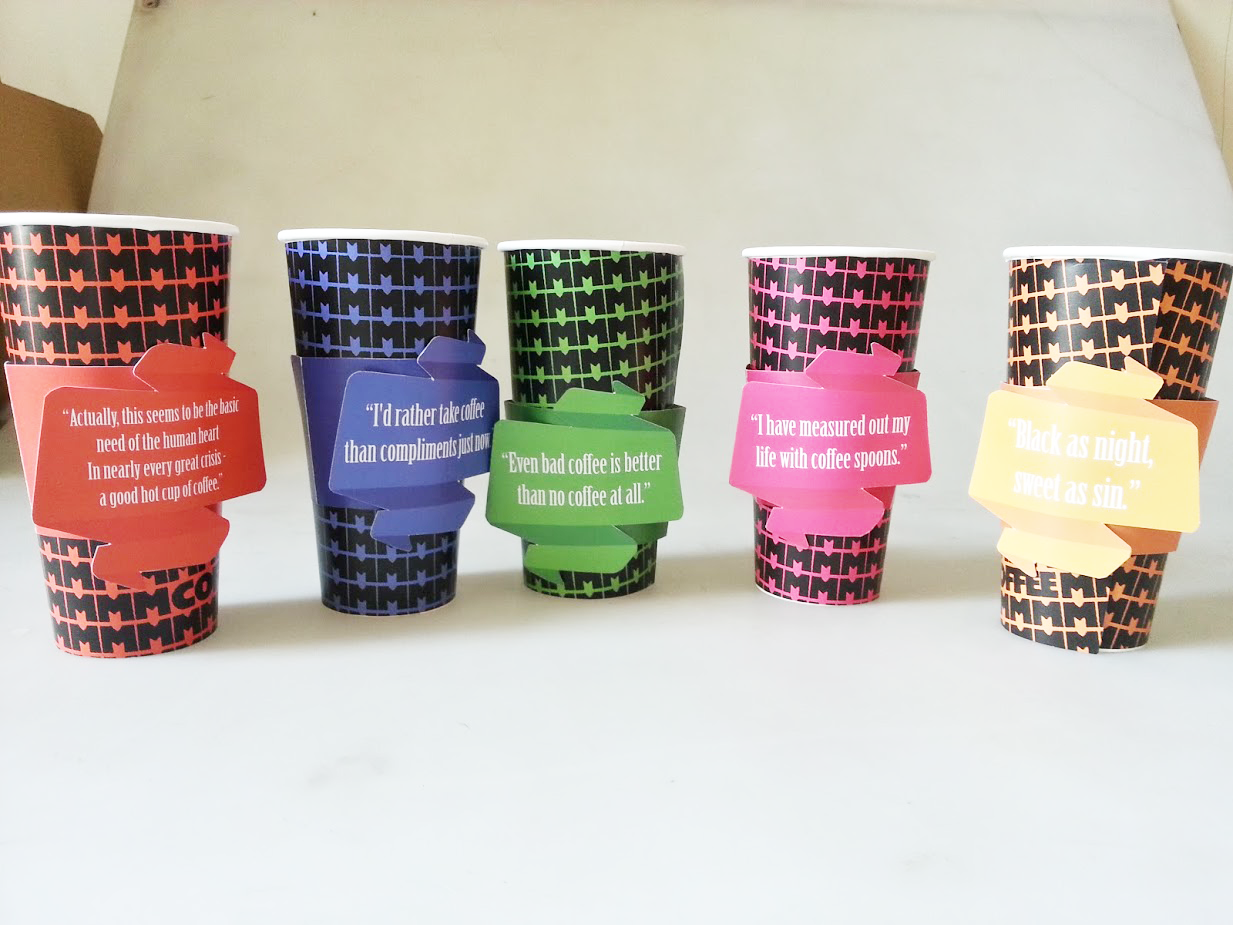 “Actually, this seems to be the basic
need of the human heart
In nearly every great crisis -
a good hot cup of coffee.”
MMMCO
“I'd rather take coffee
than compliments just now.
“Even bad coffee is better
than no coffee at all.”
“I have measured out my
life with coffee spoons.”
“Black as night,
sweet as sin.”
OFFEE